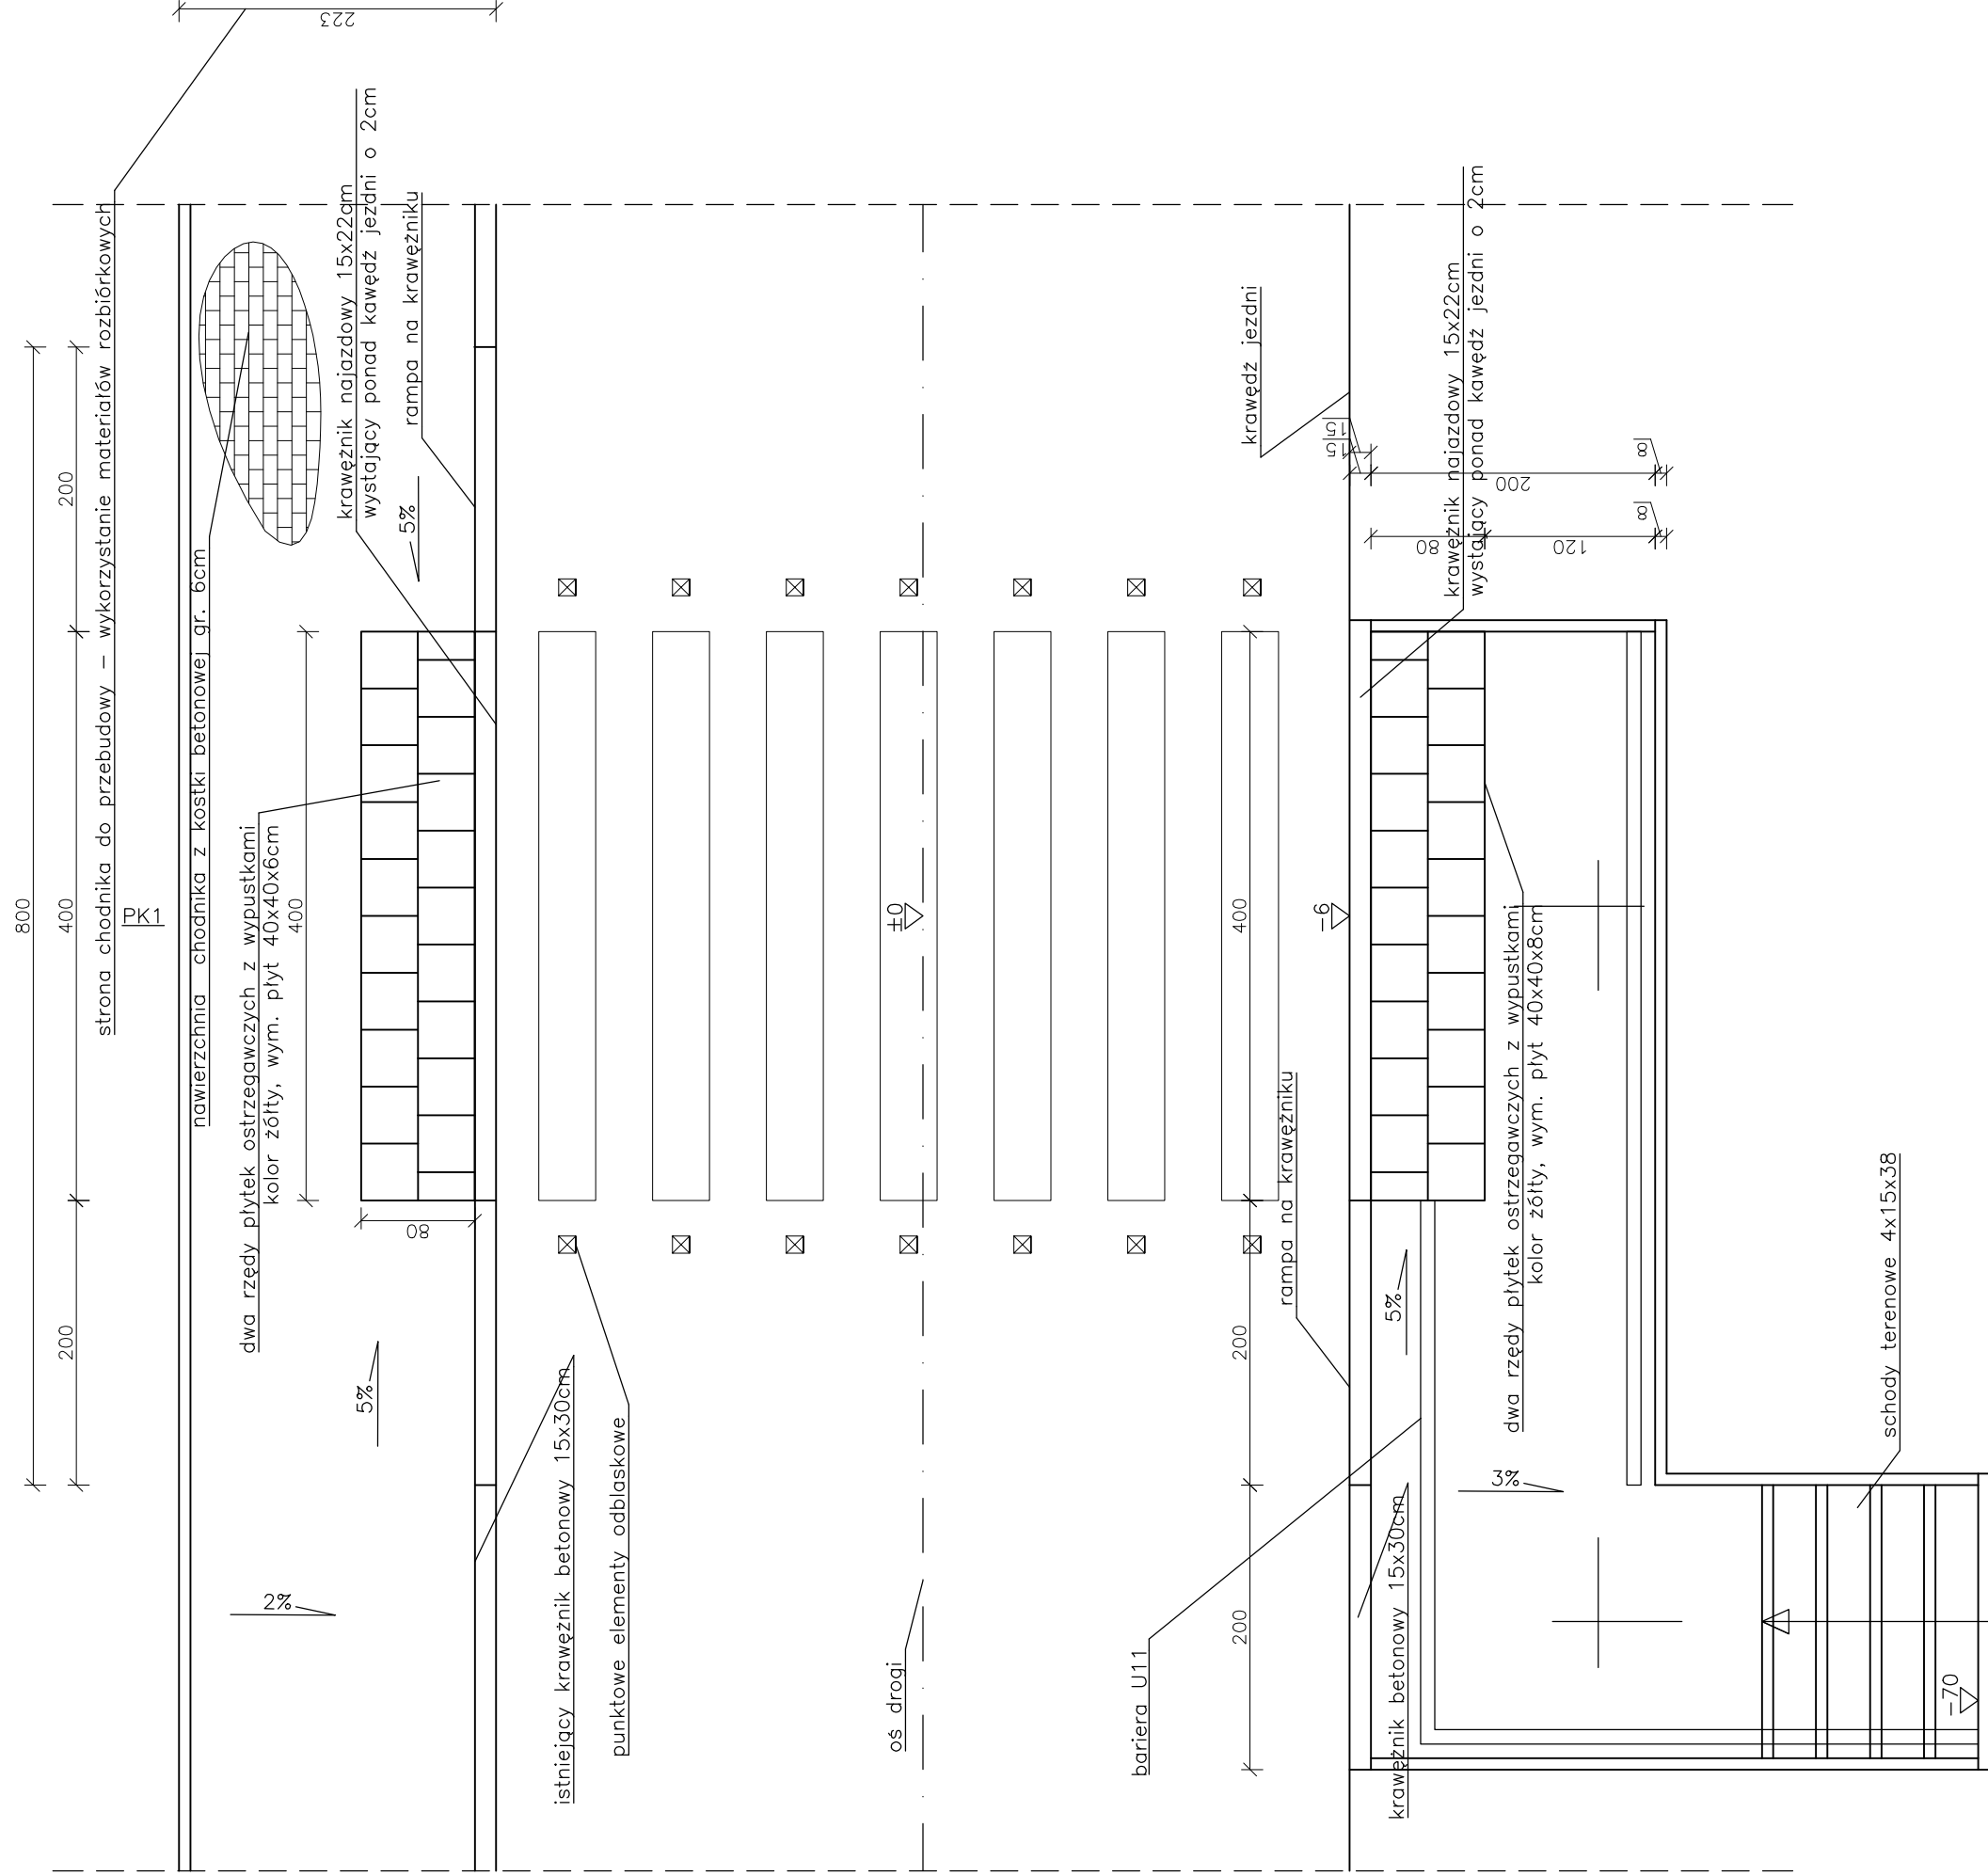 800
200
400
200
strona chodnika do przebudowy – wykorzystanie materiałów rozbiórkowych
PK1
223
nawierzchnia chodnika z kostki betonowej gr. 6cm
dwa rzędy płytek ostrzegawczych z wypustkami
kolor żółty, wym. płyt 40x40x6cm
400
80
2%
5%
5%
krawężnik najazdowy 15x22cm
wystający ponad kawędź jezdni o 2cm
rampa na krawężniku
istniejący krawężnik betonowy 15x30cm
punktowe elementy odblaskowe
oś drogi
±0
bariera U11
400
200
200
krawędź jezdni
rampa na krawężniku
-6
15
15
krawężnik betonowy 15x30cm
5%
80
120
8
200
8
krawężnik najazdowy 15x22cm
wystający ponad kawędź jezdni o 2cm
dwa rzędy płytek ostrzegawczych z wypustkami
kolor żółty, wym. płyt 40x40x8cm
3%
schody terenowe 4x15x38
-70